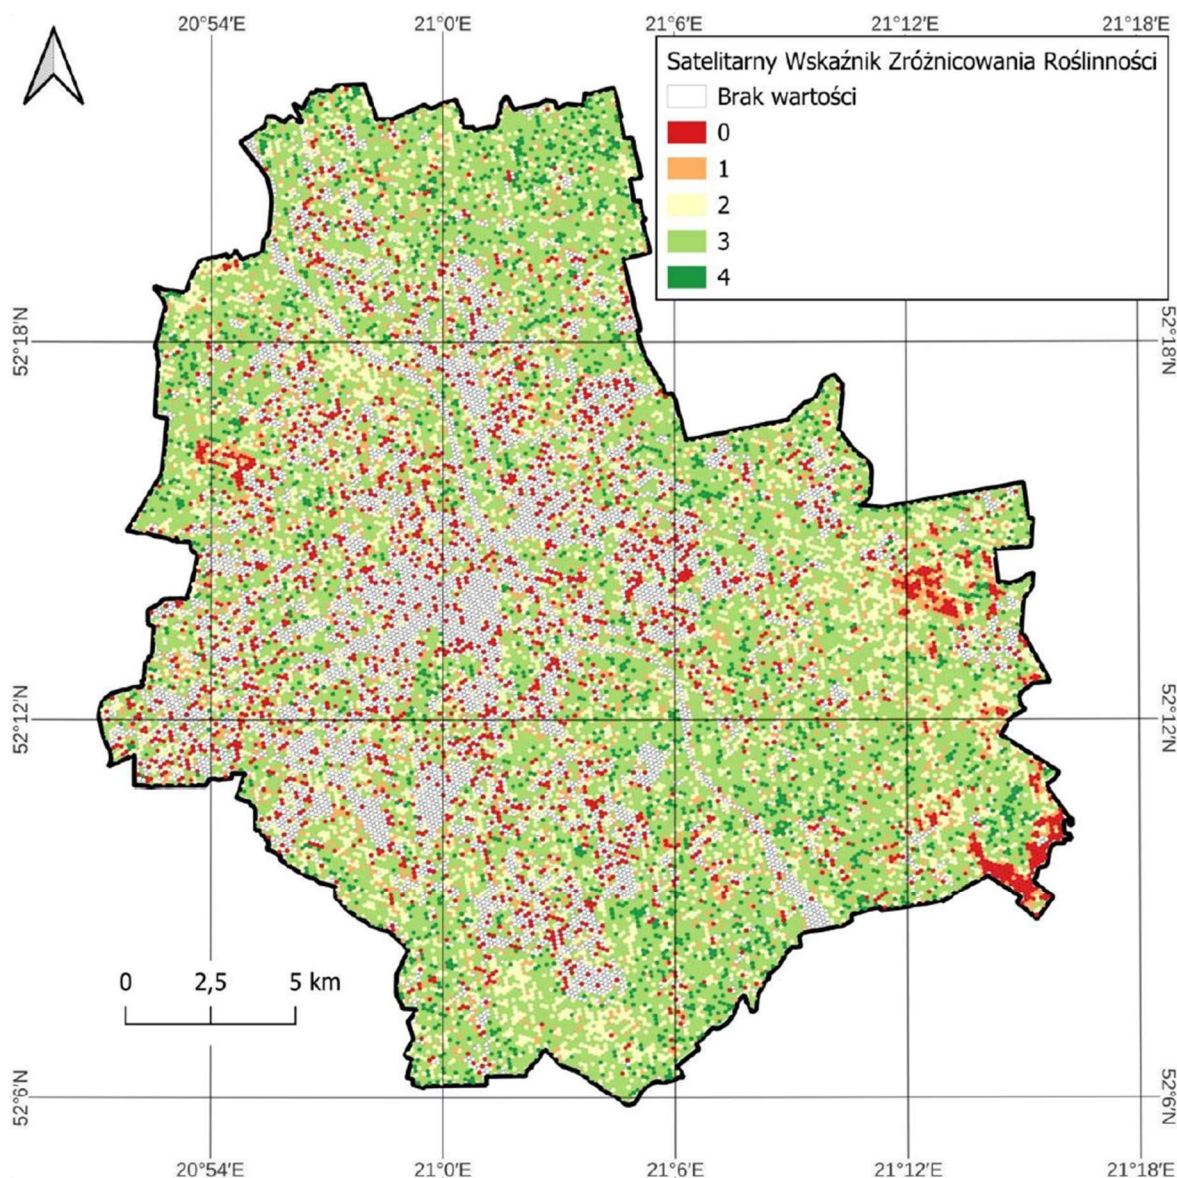 20°54′E 21°0′E 21°6′E 21°12′E 21°18′E
Satelitarny Wskaźnik Zróżnicowania Roślinności
Brak wartości
0
1
2
3
4
52°18′N 52°18′N
52°12′N 52°12′N
0 2,5 5 km
52°6′N 52°6′N
20°54′E 21°0′E 21°6′E 21°12′E 21°18′E